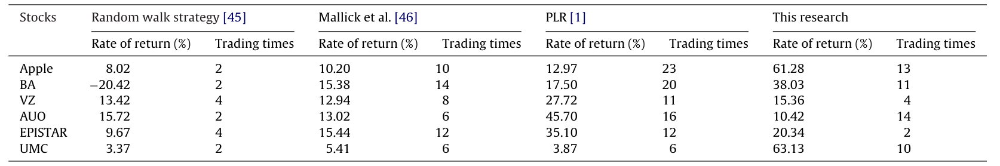 Stocks Random walk strategy [45] Mallick et al. [46] PLR [1] This research
Rate of return (%) Trading times Rate of return (%) Trading times Rate of return (%) Trading times Rate of return (%) Trading times
Apple 8.02 2 10.20 10 12.97 23 61.28 13
BA −20.42 2 15.38 14 17.50 20 38.03 11
VZ 13.42 4 12.94 8 27.72 11 15.36 4
AUO 15.72 2 13.02 6 45.70 16 10.42 14
EPISTAR 9.67 4 15.44 12 35.10 12 20.34 2
UMC 3.37 2 5.41 6 3.87 6 63.13 10